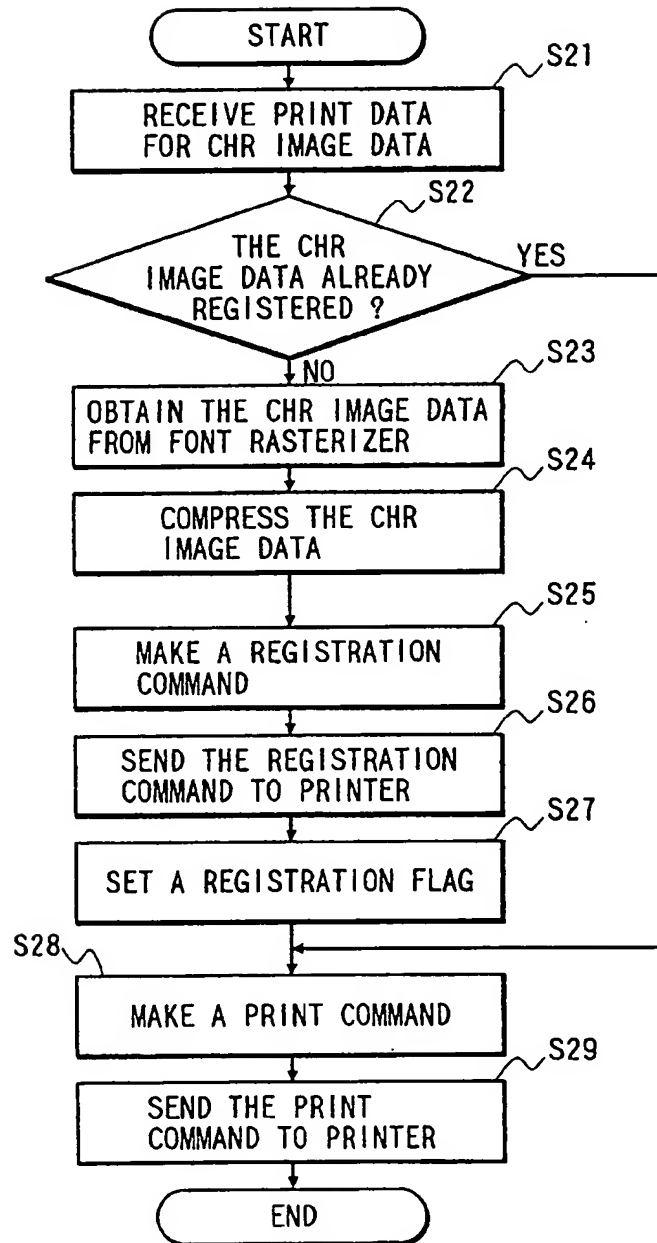 START
S21
RECEIVE PRINT DATA
FOR CHR IMAGE DATA
S22
THE CHR
IMAGE DATA ALREADY
REGISTERED ?
YES
NO
S23
OBTAIN THE CHR IMAGE DATA
FROM FONT RASTERIZER
S24
COMPRESS THE CHR
IMAGE DATA
S25
MAKE A REGISTRATION
COMMAND
S26
SEND THE REGISTRATION
COMMAND TO PRINTER
S27
SET A REGISTRATION FLAG
S28
MAKE A PRINT COMMAND
S29
SEND THE PRINT
COMMAND TO PRINTER
END